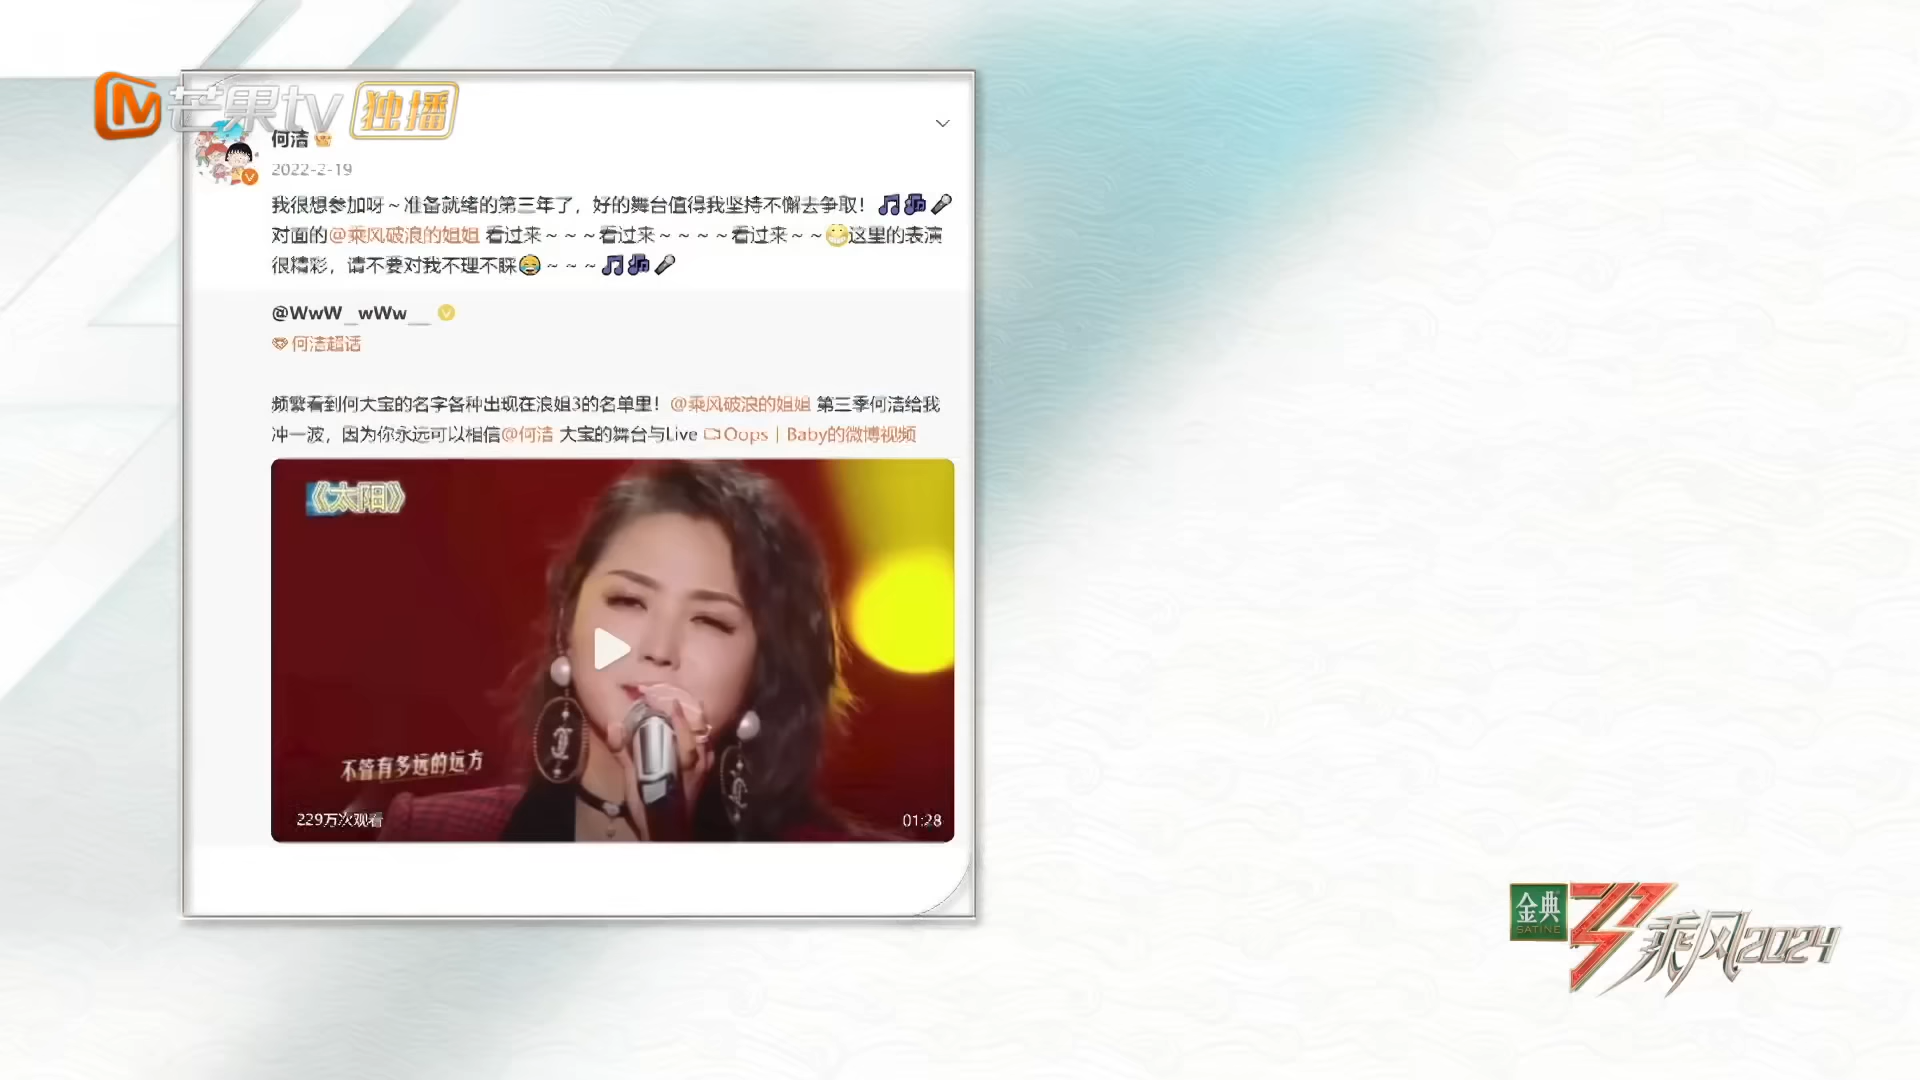 芒果tv 独播
何洁
2022-2-19
我很想参加呀～准备就绪的第三年了，好的舞台值得我坚持不懈去争取！🎵🎶🎤
对面的@乘风破浪的姐姐 看过来～～～看过来～～～～看过来～～😁这里的表演
很精彩，请不要对我不理不睬😂～～～🎵🎶🎤
@WwW__wWw__
何洁超话
频繁看到何大宝的名字各种出现在浪姐3的名单里！@乘风破浪的姐姐 第三季何洁给我
冲一波，因为你永远可以相信@何洁 大宝的舞台与Live Oops｜Baby的微博视频
《太阳》
不管有多远的远方
229万次观看
01:28
金典
SATINE
乘风2024